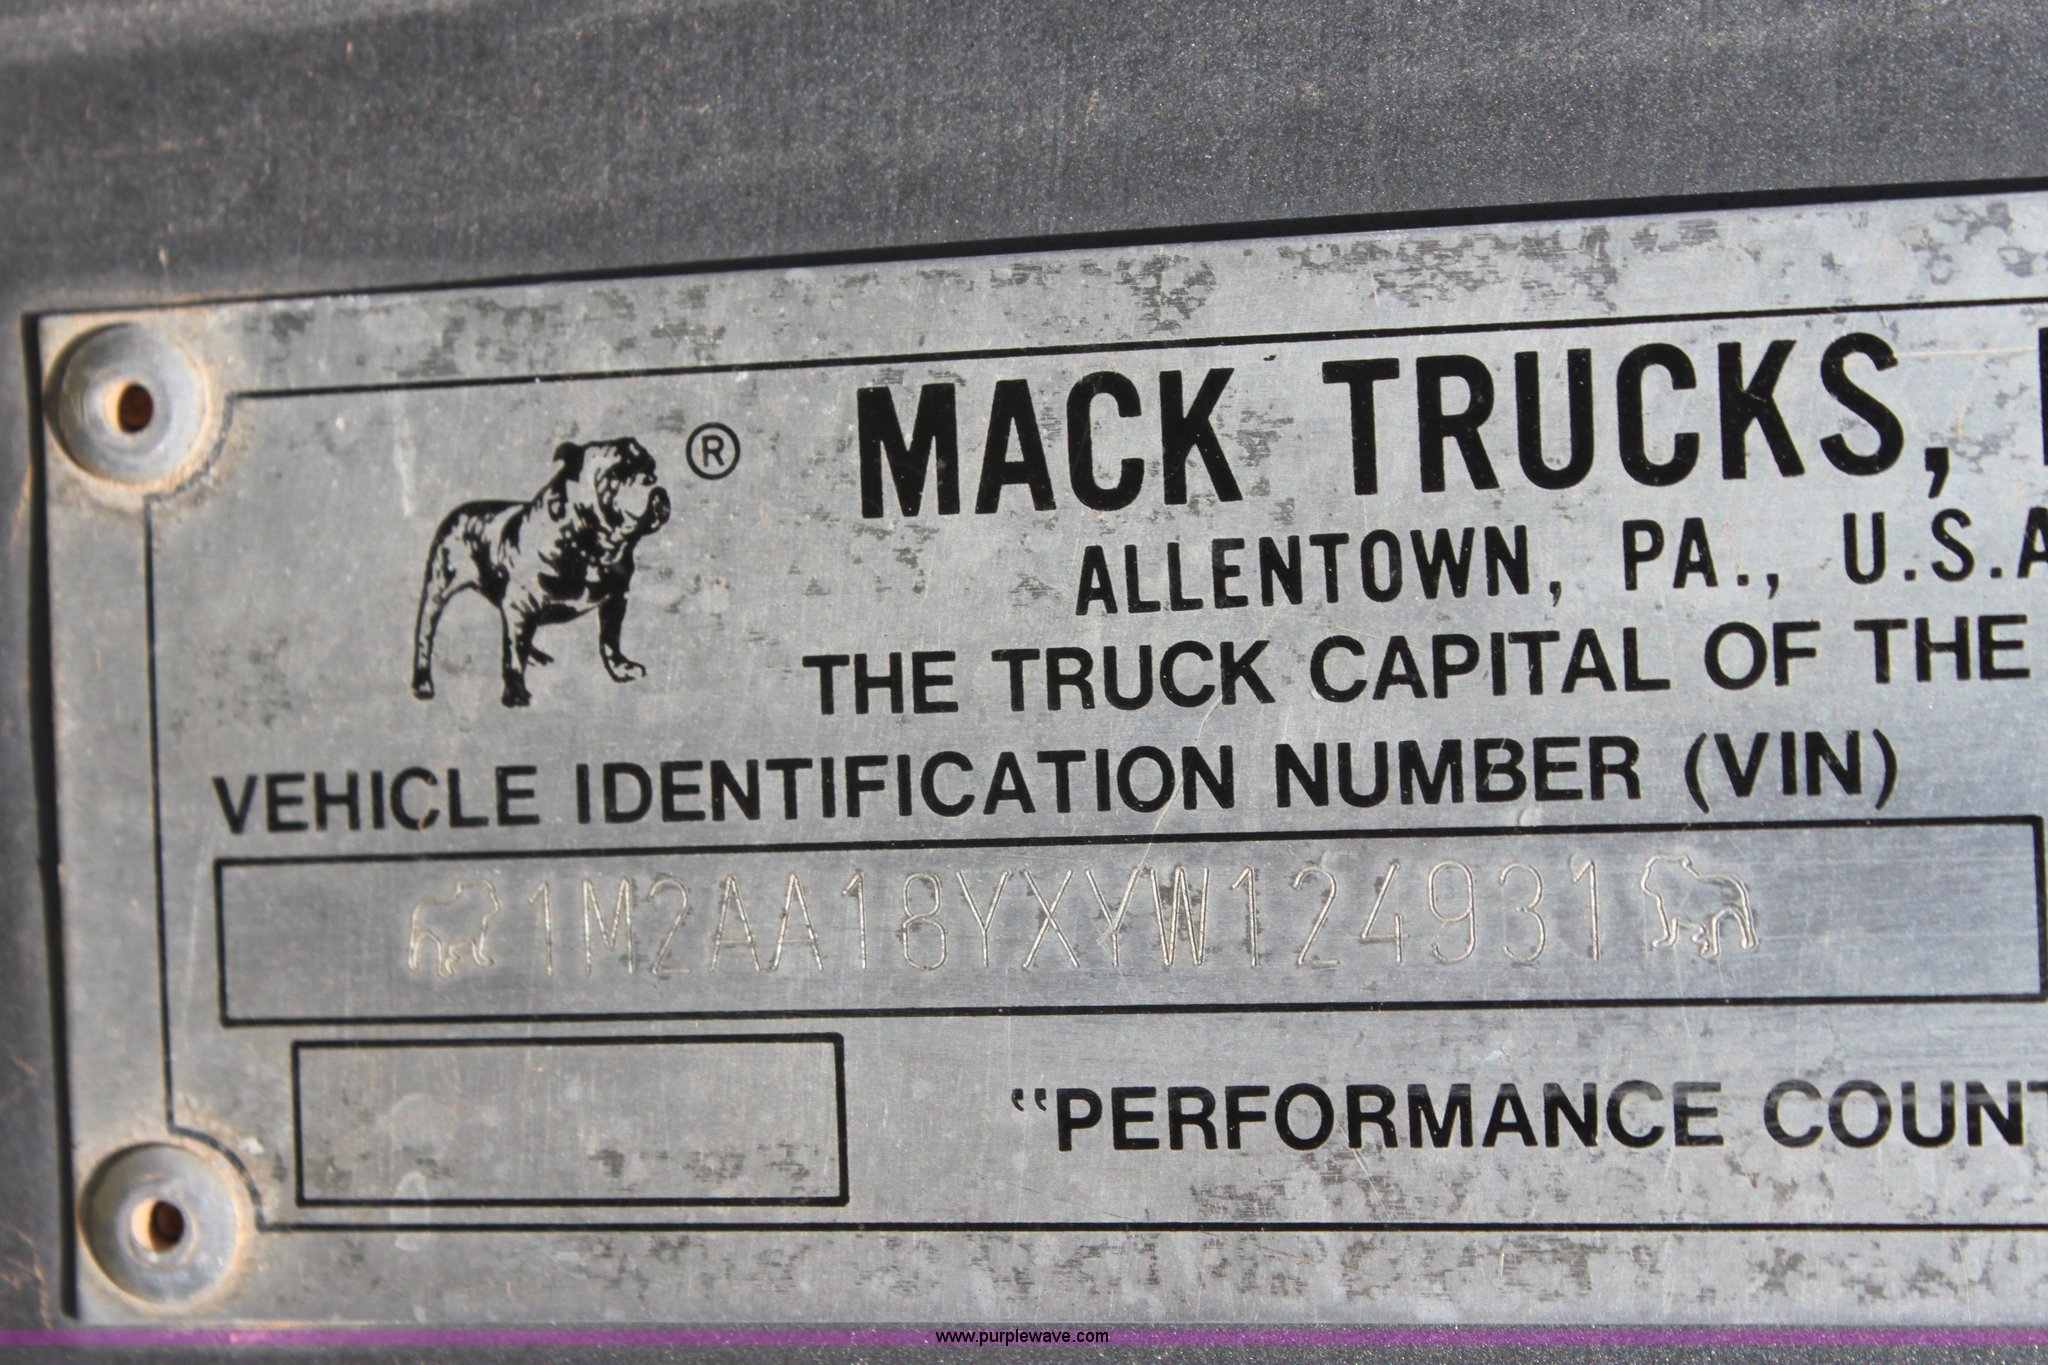 ®
MACK TRUCKS,
ALLENTOWN, PA., U.S.A
THE TRUCK CAPITAL OF THE
VEHICLE IDENTIFICATION NUMBER (VIN)
1M2AA18YXYW124931
"PERFORMANCE COUNT
www.purplewave.com